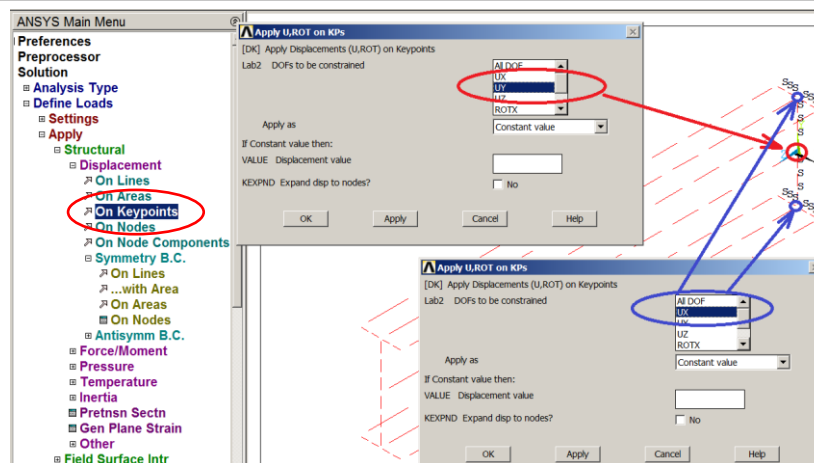 ANSYS Main Menu
Preferences
Preprocessor
Solution
Analysis Type
Define Loads
Settings
Apply
Structural
Displacement
On Lines
On Areas
On Keypoints
On Nodes
On Node Components
Symmetry B.C.
On Lines
...with Area
On Areas
On Nodes
Antisymm B.C.
Force/Moment
Pressure
Temperature
Inertia
Pretnsn Sectn
Gen Plane Strain
Other
Field Surface Intr
Apply U,ROT on KPs
[DK] Apply Displacements (U,ROT) on Keypoints
Lab2 DOFs to be constrained
All DOF
UX
UY
UZ
ROTX
Apply as
Constant value
If Constant value then:
VALUE Displacement value
KEXPND Expand disp to nodes?
No
OK Apply Cancel Help
Apply U,ROT on KPs
[DK] Apply Displacements (U,ROT) on Keypoints
Lab2 DOFs to be constrained
All DOF
UX
UY
UZ
ROTX
Apply as
Constant value
If Constant value then:
VALUE Displacement value
KEXPND Expand disp to nodes?
No
OK Apply Cancel Help